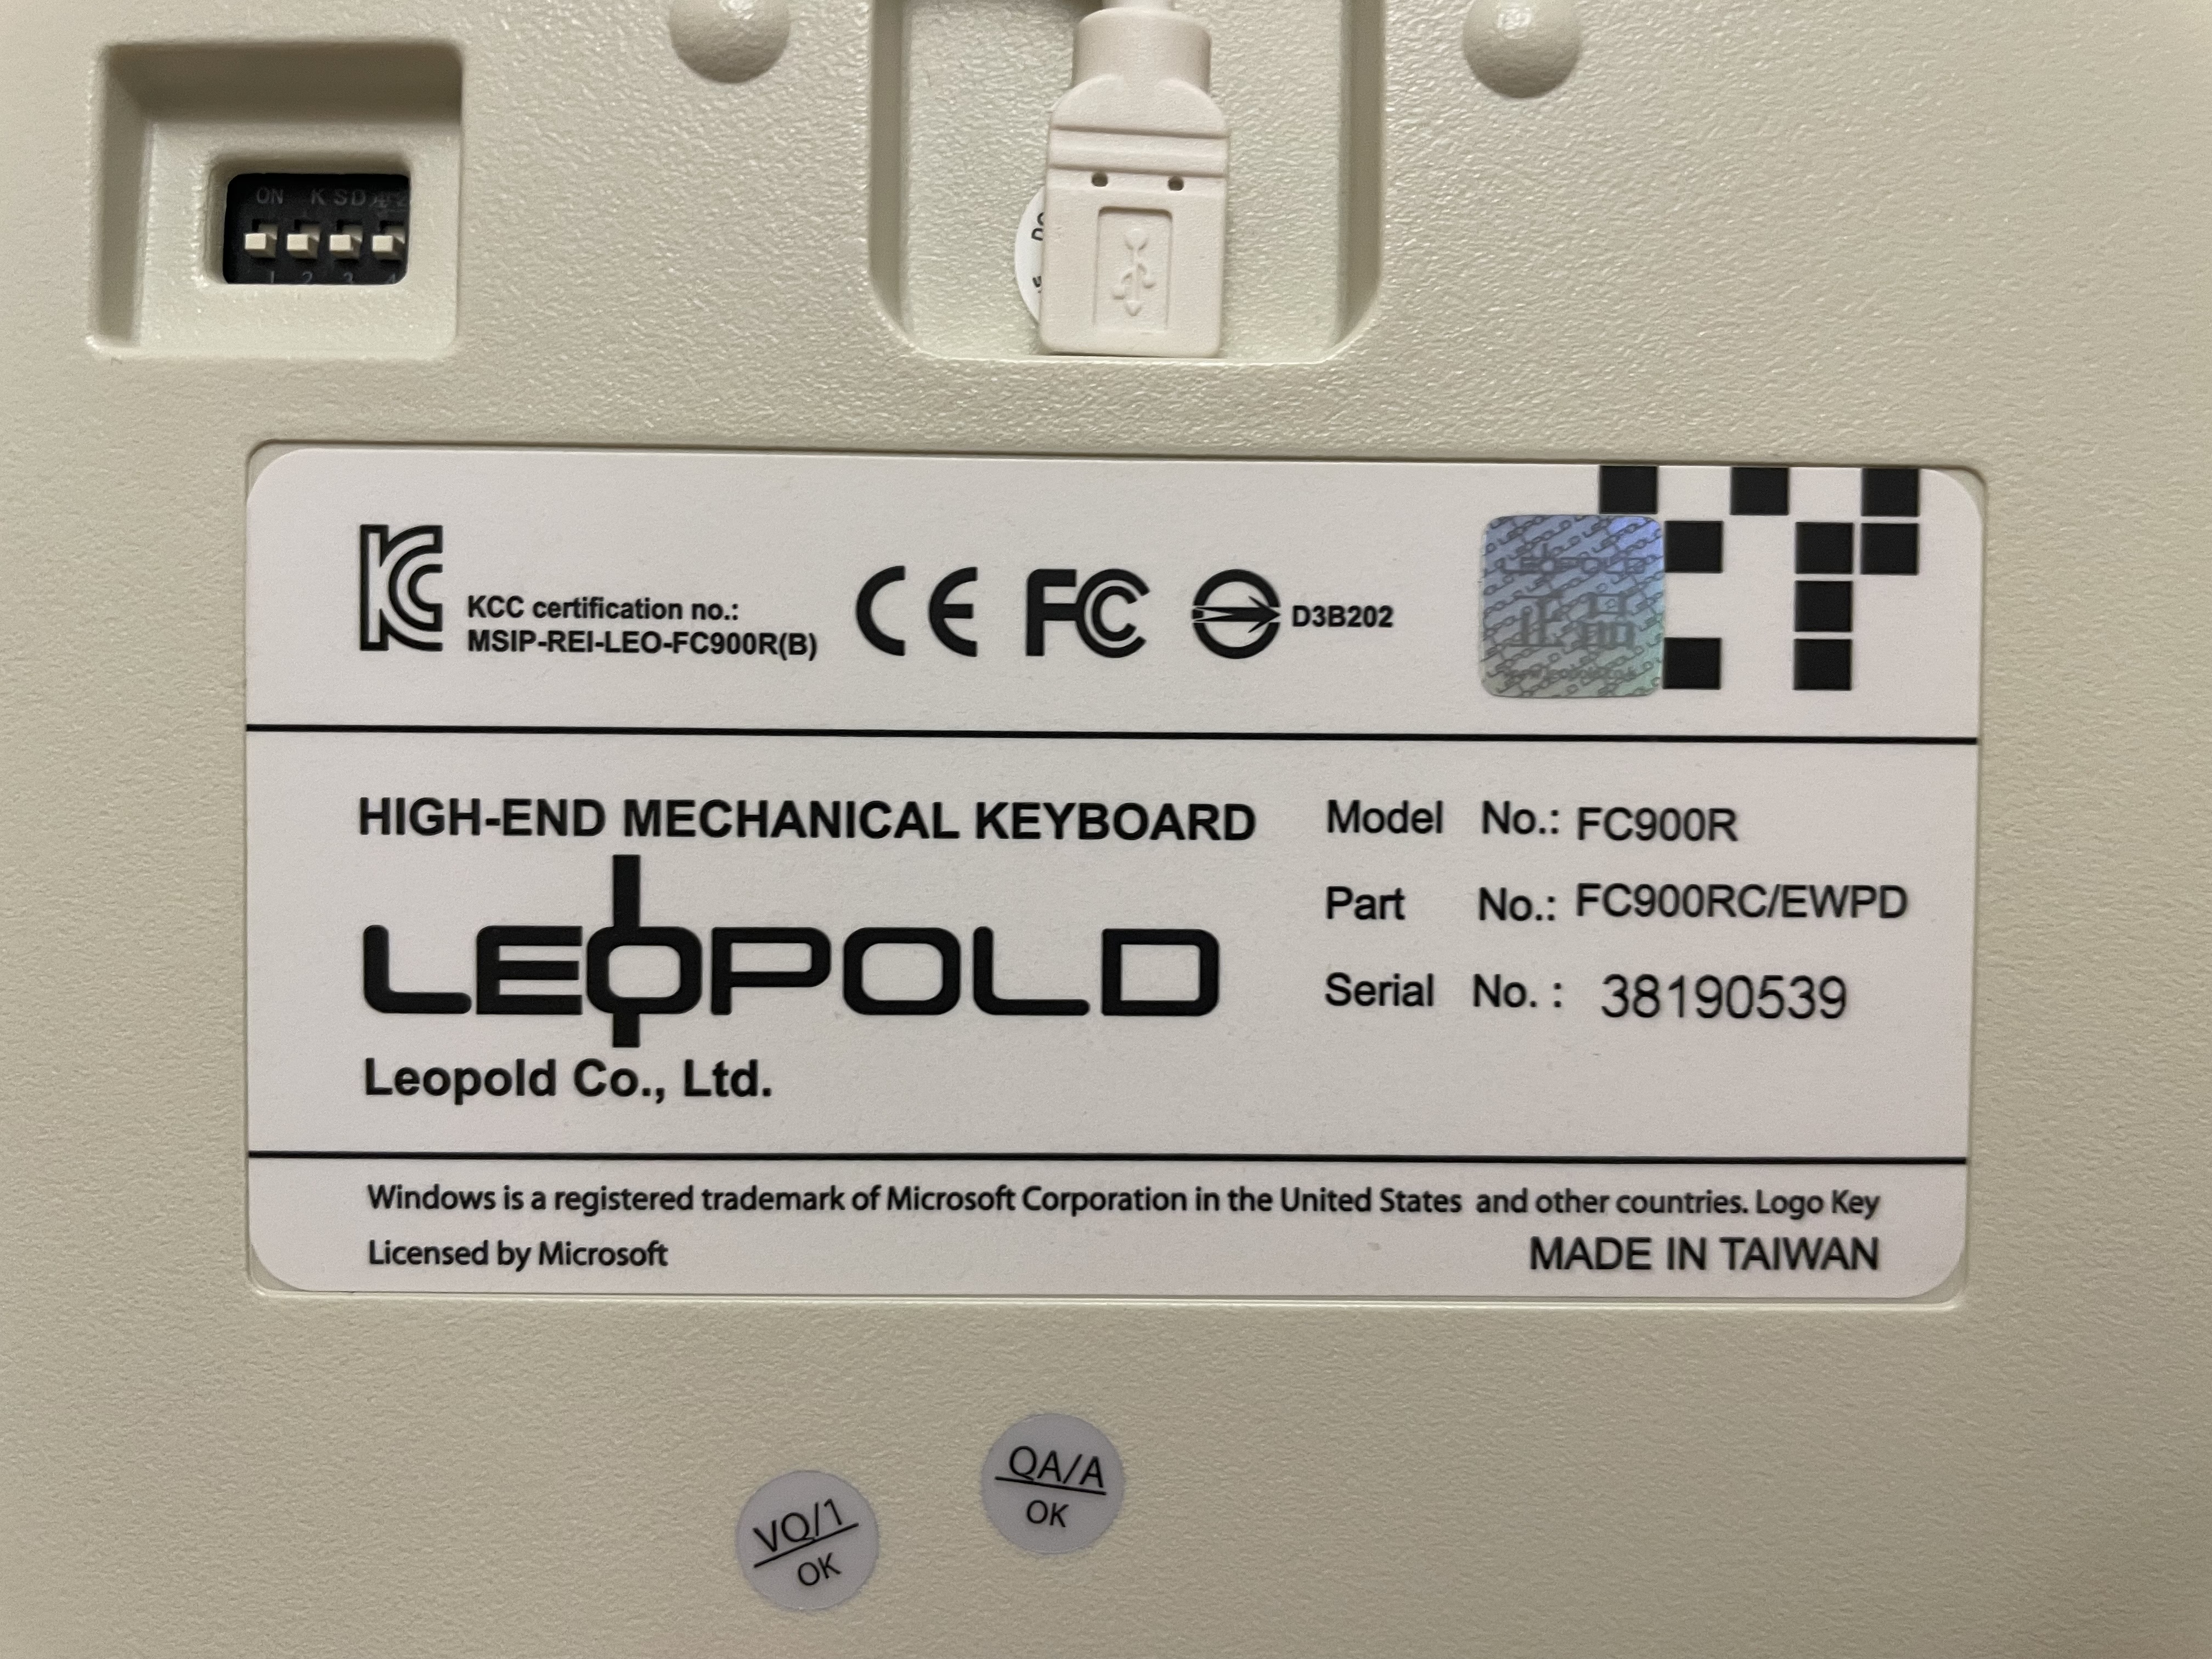 ON KSD
1 2 3 4
KCC certification no.:
MSIP-REI-LEO-FC900R(B)
CE FC D3B202
LEOPOLD
HIGH-END MECHANICAL KEYBOARD
LEOPOLD
Leopold Co., Ltd.
Model No.: FC900R
Part No.: FC900RC/EWPD
Serial No. : 38190539
Windows is a registered trademark of Microsoft Corporation in the United States and other countries. Logo Key
Licensed by Microsoft
MADE IN TAIWAN
QA/A
OK
VQ/1
OK